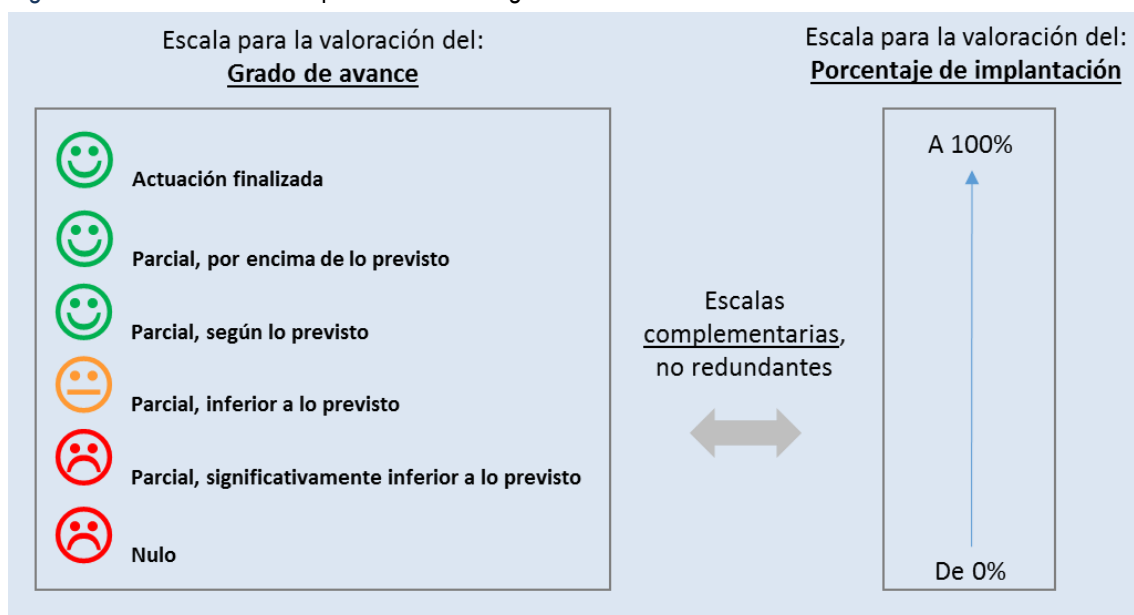 Escala para la valoración del:
Grado de avance
Actuación finalizada
Parcial, por encima de lo previsto
Parcial, según lo previsto
Parcial, inferior a lo previsto
Parcial, significativamente inferior a lo previsto
Nulo
Escalas
complementarias,
no redundantes
Escala para la valoración del:
Porcentaje de implantación
A 100%
De 0%